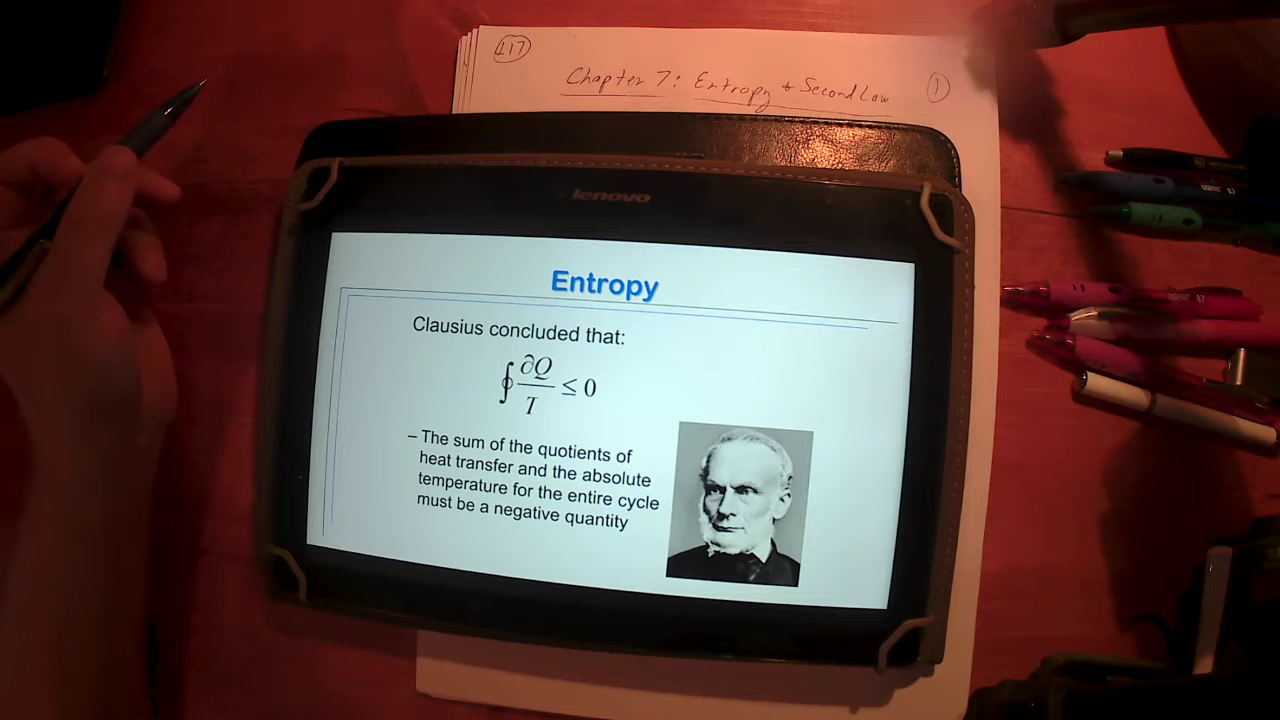 117
Chapter 7: Entropy + Second Law
1
lenovo
Entropy
Clausius concluded that:
∮ ∂Q/T ≤ 0
– The sum of the quotients of
heat transfer and the absolute
temperature for the entire cycle
must be a negative quantity